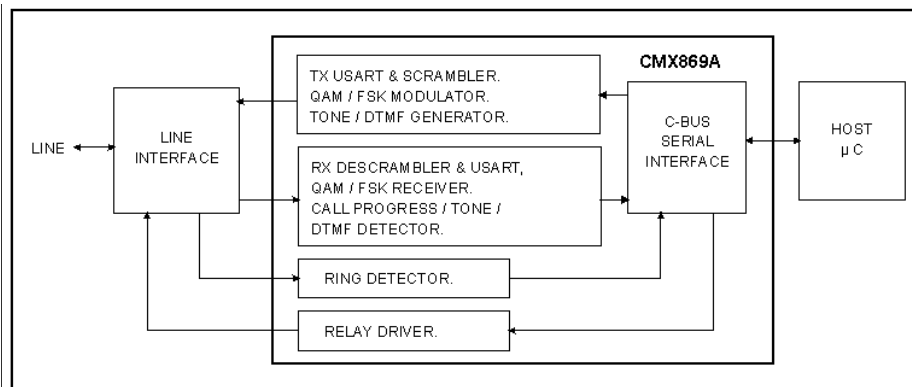 CMX869A
TX USART & SCRAMBLER.
QAM / FSK MODULATOR.
TONE / DTMF GENERATOR.
LINE
LINE
INTERFACE
C-BUS
SERIAL
INTERFACE
HOST
µ C
RX DESCRAMBLER & USART,
QAM / FSK RECEIVER.
CALL PROGRESS / TONE /
DTMF DETECTOR.
RING DETECTOR.
RELAY DRIVER.